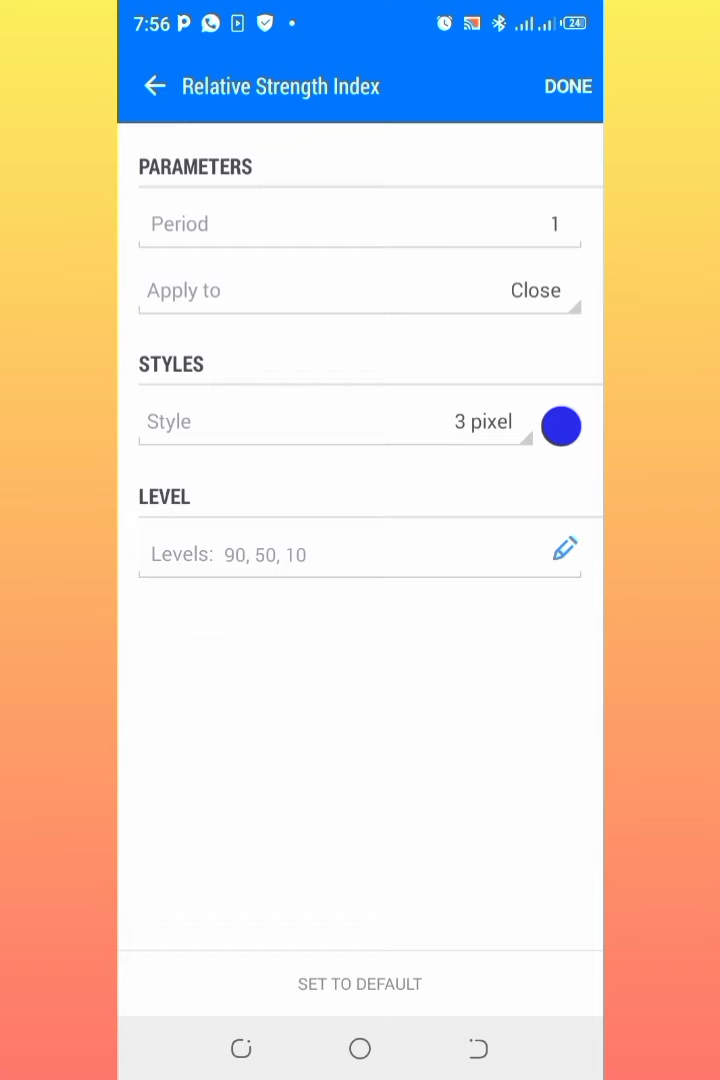 7:56
24
Relative Strength Index DONE
PARAMETERS
Period 1
Apply to Close
STYLES
Style 3 pixel
LEVEL
Levels: 90, 50, 10
SET TO DEFAULT